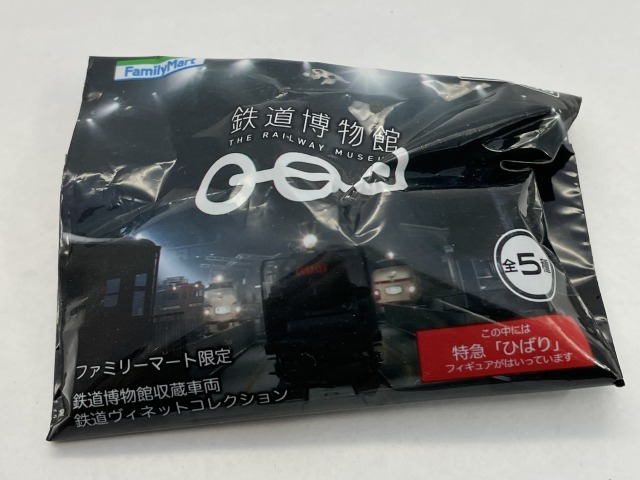 FamilyMart
鉄道博物館
THE RAILWAY
全5種
この中には
特急「ひばり」
フィギュアがはいっています
ファミリーマート限定
鉄道博物館収蔵車両
鉄道ヴィネットコレクション